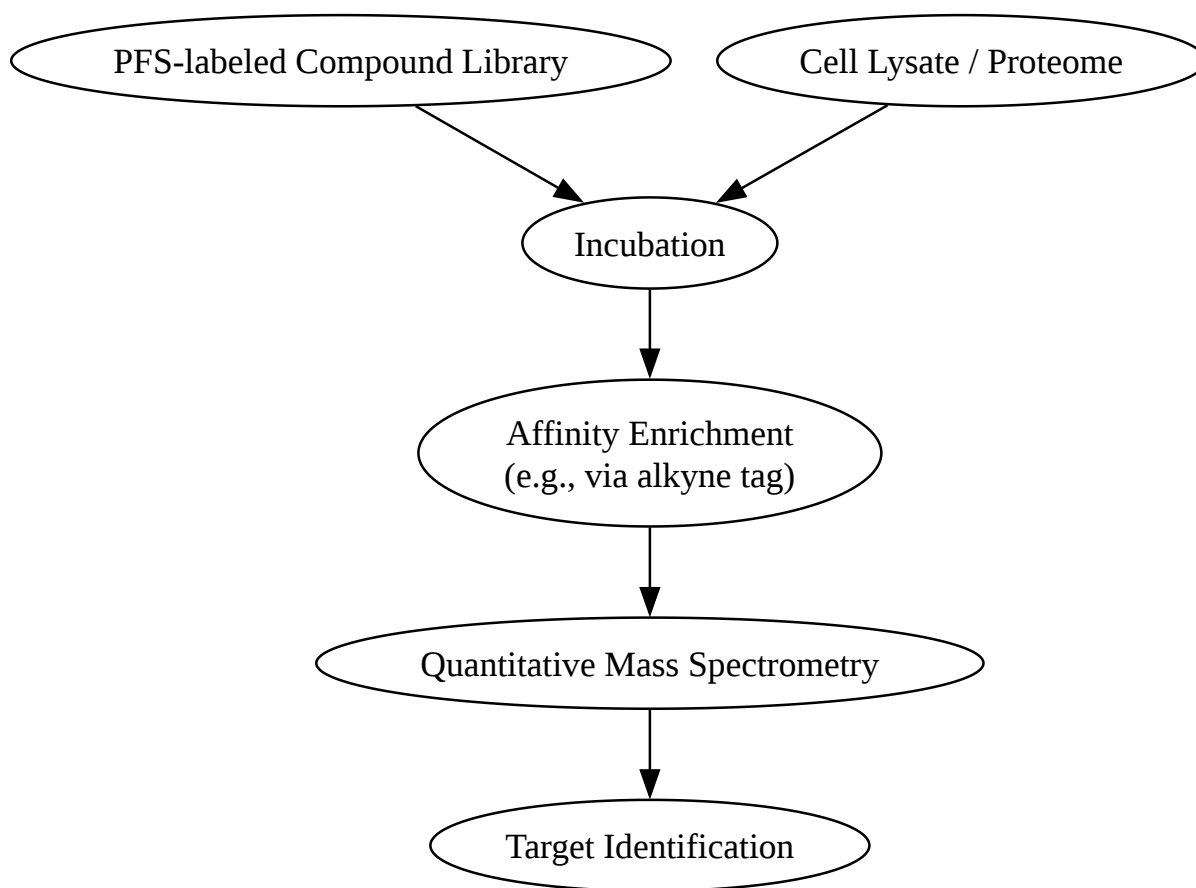 PFS-labeled Compound Library
Cell Lysate / Proteome
Incubation
Affinity Enrichment
(e.g., via alkyne tag)
Quantitative Mass Spectrometry
Target Identification